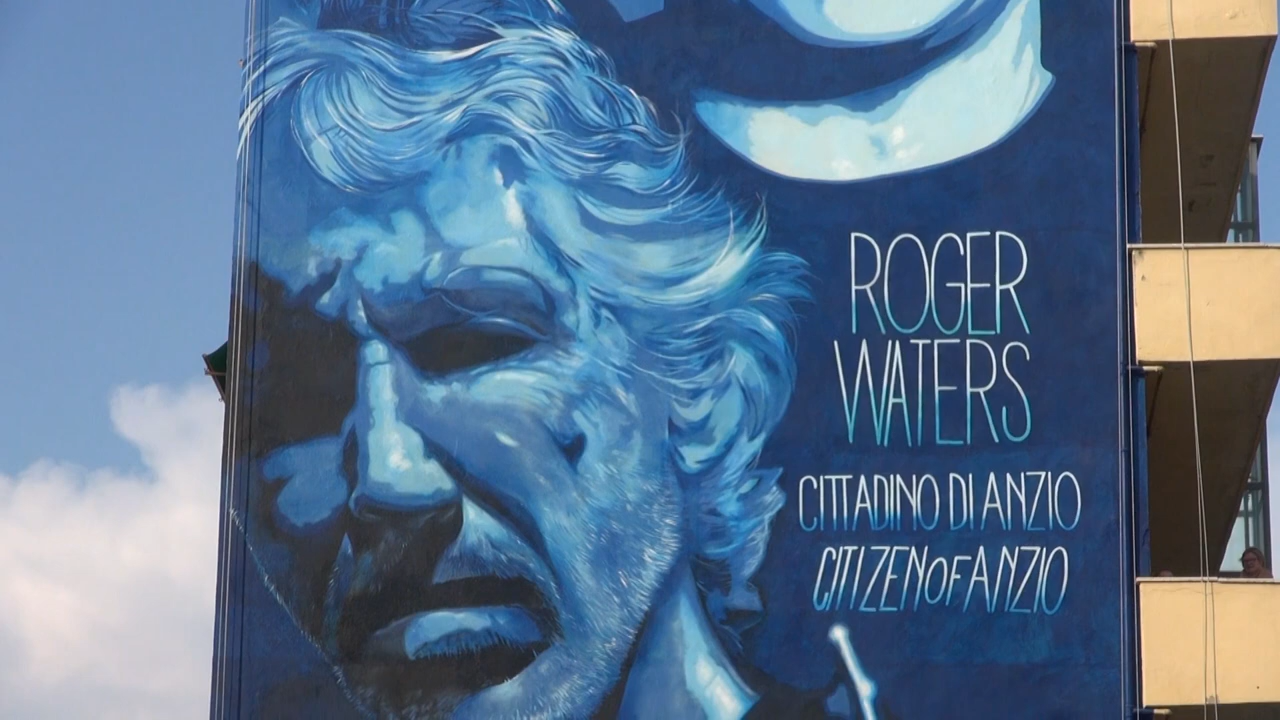 ROGER
WATERS
CITTADINO DI ANZIO
CITIZEN OF ANZIO